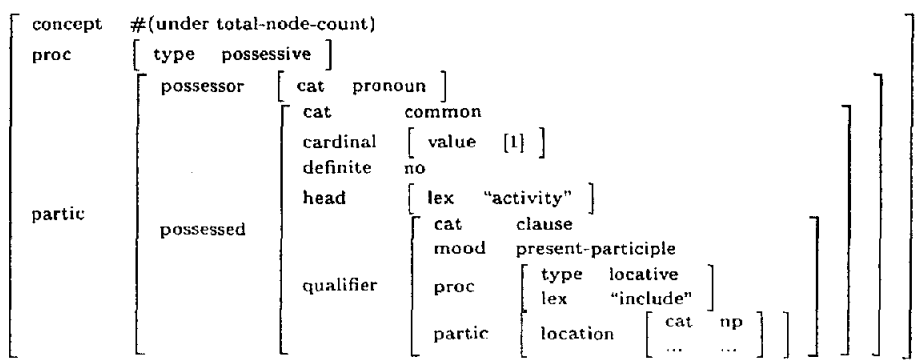 concept #(under total-node-count)
proc [ type possessive ]
possessor [ cat pronoun ]
cat common
cardinal [ value [1] ]
definite no
head [ lex "activity" ]
partic
possessed
cat clause
mood present-participle
qualifier
proc
type locative
lex "include"
partic [ location
cat np
... ...